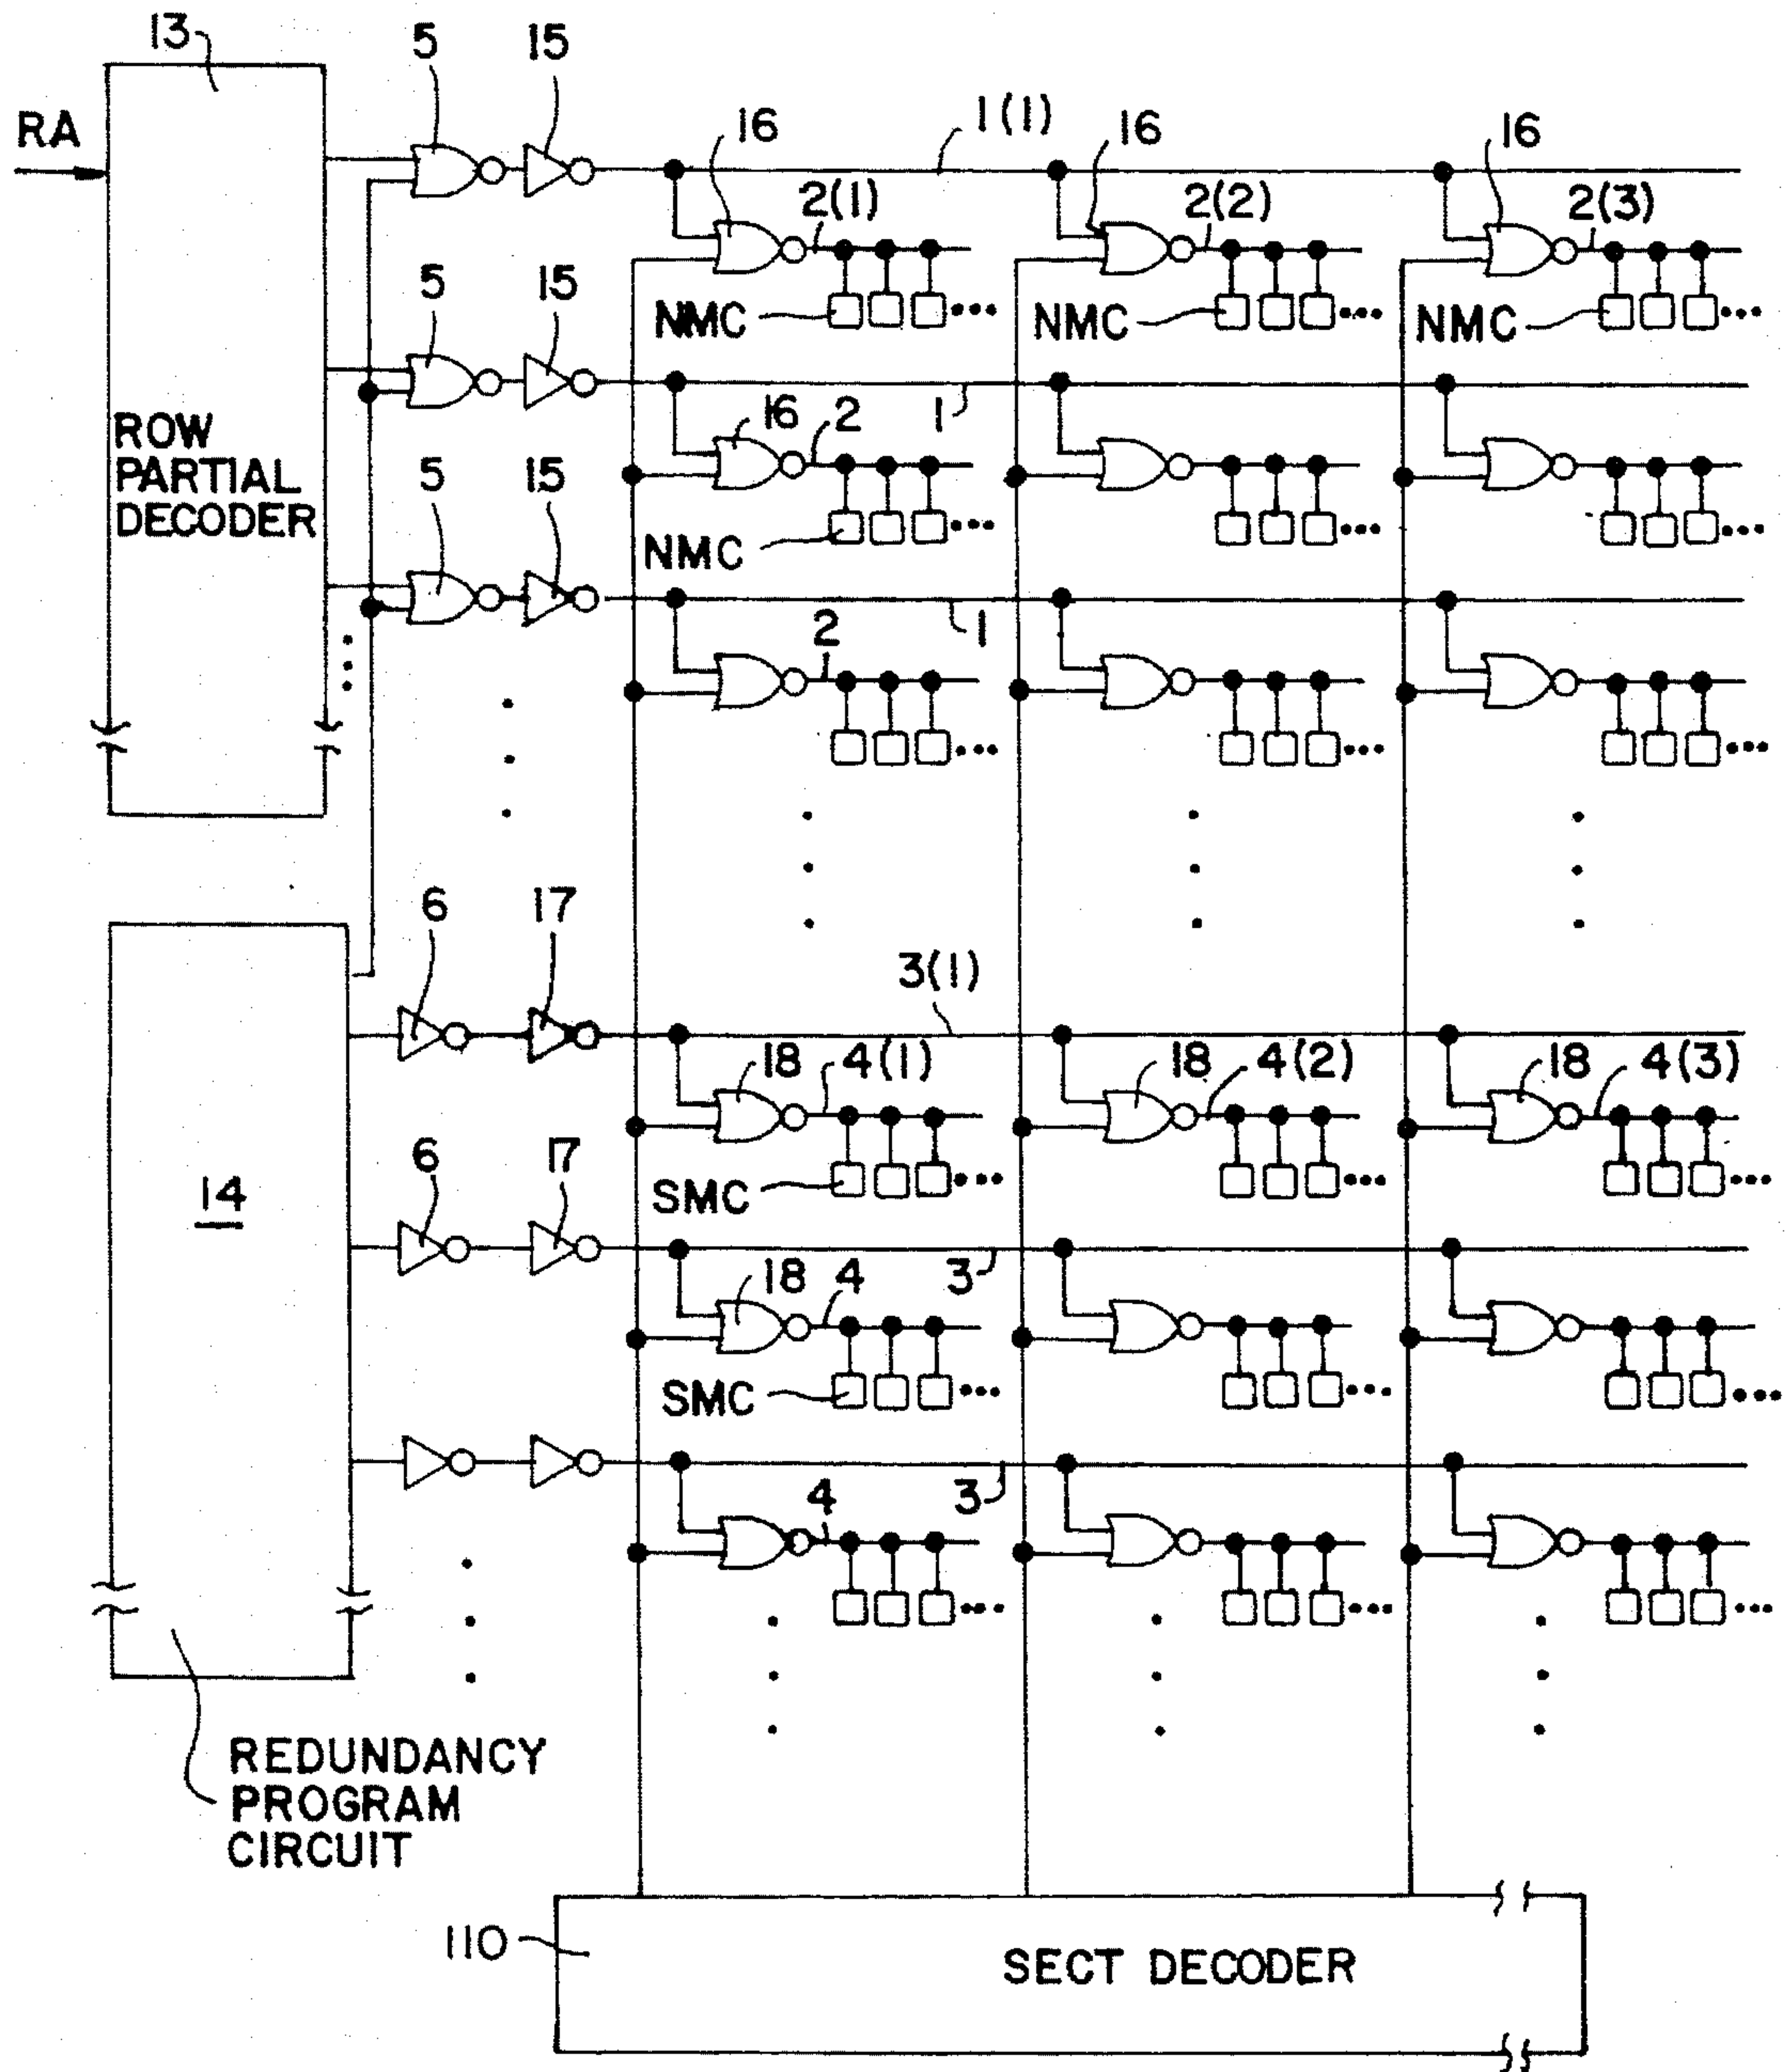 13 5 15
RA 16 1(1) 16 16
2(1) 2(2) 2(3)
5 15
NMC NMC NMC
ROW
PARTIAL
DECODER
16 2 1
5 15
NMC
2 1
6 17
3(1)
18 4(1) 18 4(2) 18 4(3)
14
6 17
SMC
18 4 3
SMC
4 3
REDUNDANCY
PROGRAM
CIRCUIT
110 SECT DECODER